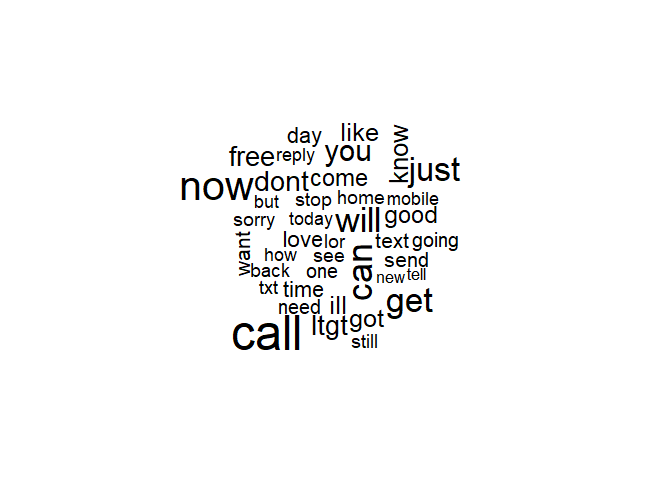 day like
free reply you know
now dont come just
but stop home mobile
sorry today will good
want love lor text going
how see can send
back one new tell
txt time
need ill get
call ltgt got
still